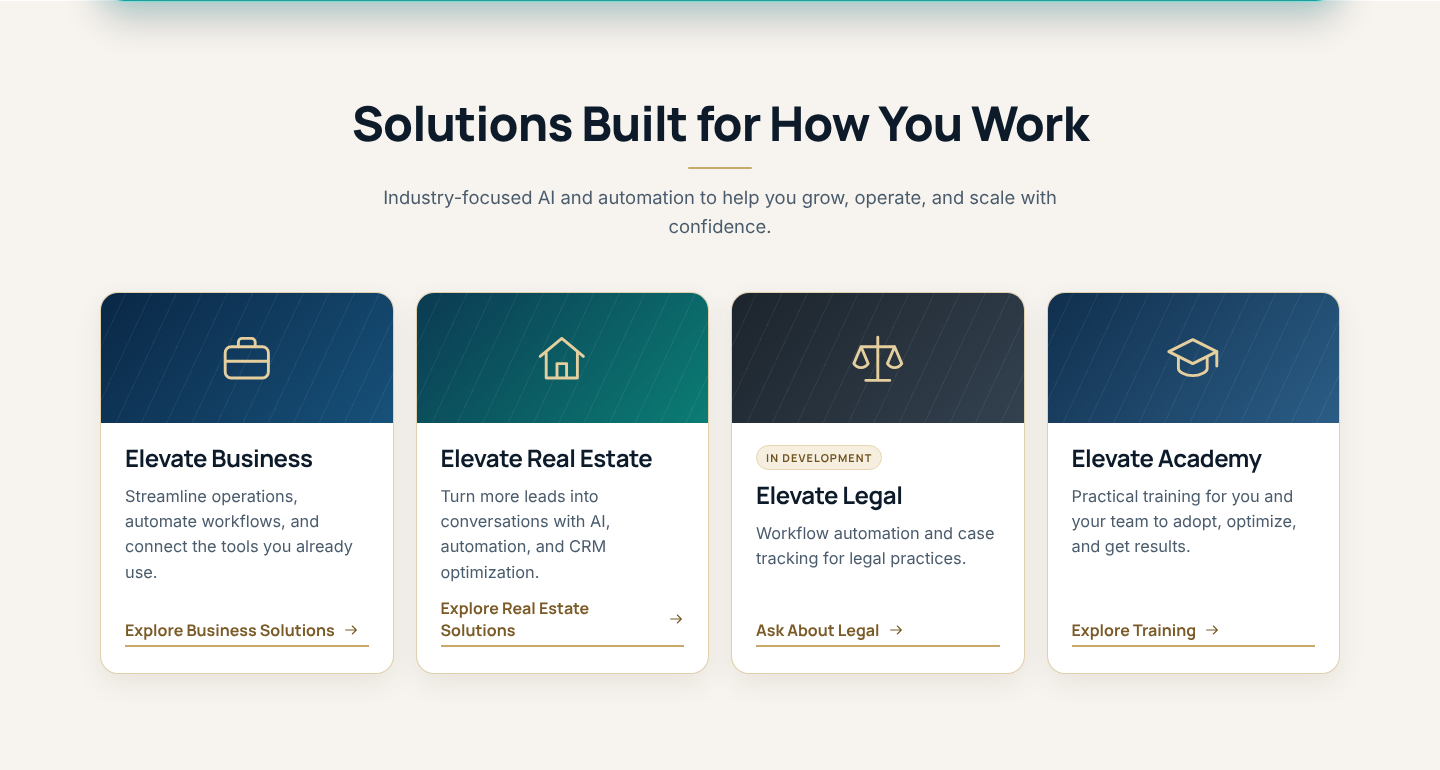 Solutions Built for How You Work
Industry-focused AI and automation to help you grow, operate, and scale with
confidence.
Elevate Business
Streamline operations,
automate workflows, and
connect the tools you already
use.
Explore Business Solutions →
Elevate Real Estate
Turn more leads into
conversations with AI,
automation, and CRM
optimization.
Explore Real Estate
Solutions →
IN DEVELOPMENT
Elevate Legal
Workflow automation and case
tracking for legal practices.
Ask About Legal →
Elevate Academy
Practical training for you and
your team to adopt, optimize,
and get results.
Explore Training →